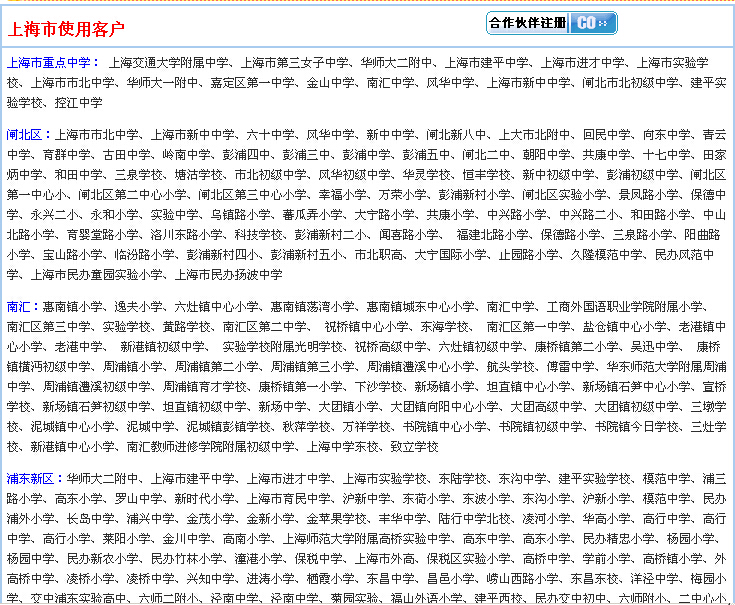 上海市使用客户
合作伙伴注册 GO
上海市重点中学： 上海交通大学附属中学、上海市第三女子中学、华师大二附中、上海市建平中学、上海市进才中学、上海市实验学
校、上海市市北中学、华师大一附中、嘉定区第一中学、金山中学、南汇中学、风华中学、上海市新中中学、闸北市北初级中学、建平实
验学校、控江中学
闸北区：上海市市北中学、上海市新中中学、六十中学、风华中学、新中中学、闸北新八中、上大市北附中、回民中学、向东中学、青云
中学、育群中学、古田中学、岭南中学、彭浦四中、彭浦三中、彭浦中学、彭浦五中、闸北二中、朝阳中学、共康中学、十七中学、田家
炳中学、和田中学、三泉学校、塘沽学校、市北初级中学、风华初级中学、华灵学校、恒丰学校、新中初级中学、彭浦初级中学、闸北区
第一中心小、闸北区第二中心小学、闸北区第三中心小学、幸福小学、万荣小学、彭浦新村小学、闸北区实验小学、景凤路小学、保德中
学、永兴二小、永和小学、实验中学、乌镇路小学、蕃瓜弄小学、大宁路小学、共康小学、中兴路小学、中兴路二小、和田路小学、中山
北路小学、育婴堂路小学、洛川东路小学、科技学校、彭浦新村二小、闻喜路小学、 福建北路小学、保德路小学、三泉路小学、阳曲路
小学、宝山路小学、临汾路小学、彭浦新村四小、彭浦新村五小、市北职高、大宁国际小学、止园路小学、久隆模范中学、民办风范中
学、上海市民办童园实验小学、上海市民办扬波中学
南汇：惠南镇小学、逸夫小学、六灶镇中心小学、惠南镇荡湾小学、惠南镇城东中心小学、南汇中学、工商外国语职业学院附属小学、
南汇区第三中学、实验学校、黄路学校、南汇区第二中学、 祝桥镇中心小学、东海学校、 南汇区第一中学、盐仓镇中心小学、老港镇中
心小学、老港中学、 新港镇初级中学、 实验学校附属光明学校、祝桥高级中学、六灶镇初级中学、康桥镇第二小学、吴迅中学、 康桥
镇横沔初级中学、周浦镇小学、周浦镇第二小学、周浦镇第三小学、周浦镇澧溪中心小学、航头学校、傅雷中学、华东师范大学附属周浦
中学、周浦镇澧溪初级中学、周浦镇育才学校、康桥镇第一小学、下沙学校、新场镇小学、坦直镇中心小学、新场镇石笋中心小学、宣桥
学校、新场镇石笋初级中学、坦直镇初级中学、新场中学、大团镇小学、大团镇向阳中心小学、大团高级中学、大团镇初级中学、三墩学
校、泥城镇中心小学、泥城中学、泥城镇彭镇学校、秋萍学校、万祥学校、书院镇中心小学、书院镇初级中学、书院镇今日学校、三灶学
校、新港镇中心小学、南汇教师进修学院附属初级中学、上海中学东校、致立学校
浦东新区：华师大二附中、上海市建平中学、上海市进才中学、上海市实验学校、东陆学校、东沟中学、建平实验学校、模范中学、浦三
路小学、高东小学、罗山中学、新时代小学、上海市育民中学、沪新中学、东荷小学、东波小学、东沟小学、沪新小学、模范中学、民办
浦外小学、长岛中学、浦兴中学、金茂小学、金新小学、金苹果学校、丰华中学、陆行中学北校、凌河小学、华高小学、高行中学、高行
中学、高行小学、莱阳小学、金川中学、高南小学、上海师范大学附属高桥实验中学、高东中学、高东小学、民办精忠小学、杨园小学、
杨园中学、民办新农小学、民办竹林小学、潼港小学、保税中学、上海市外高、保税区实验小学、高桥中学、学前小学、高桥镇小学、外
高桥中学、凌桥小学、凌桥中学、兴知中学、进涛小学、栖霞小学、东昌中学、昌邑小学、崂山西路小学、东昌东校、洋泾中学、梅园小
学、交中浦东实验高中、六师二附小、泾南中学、泾南中学、菊园实验、福山外语小学、建平西校、民办交中初中、六师附小、二中心小